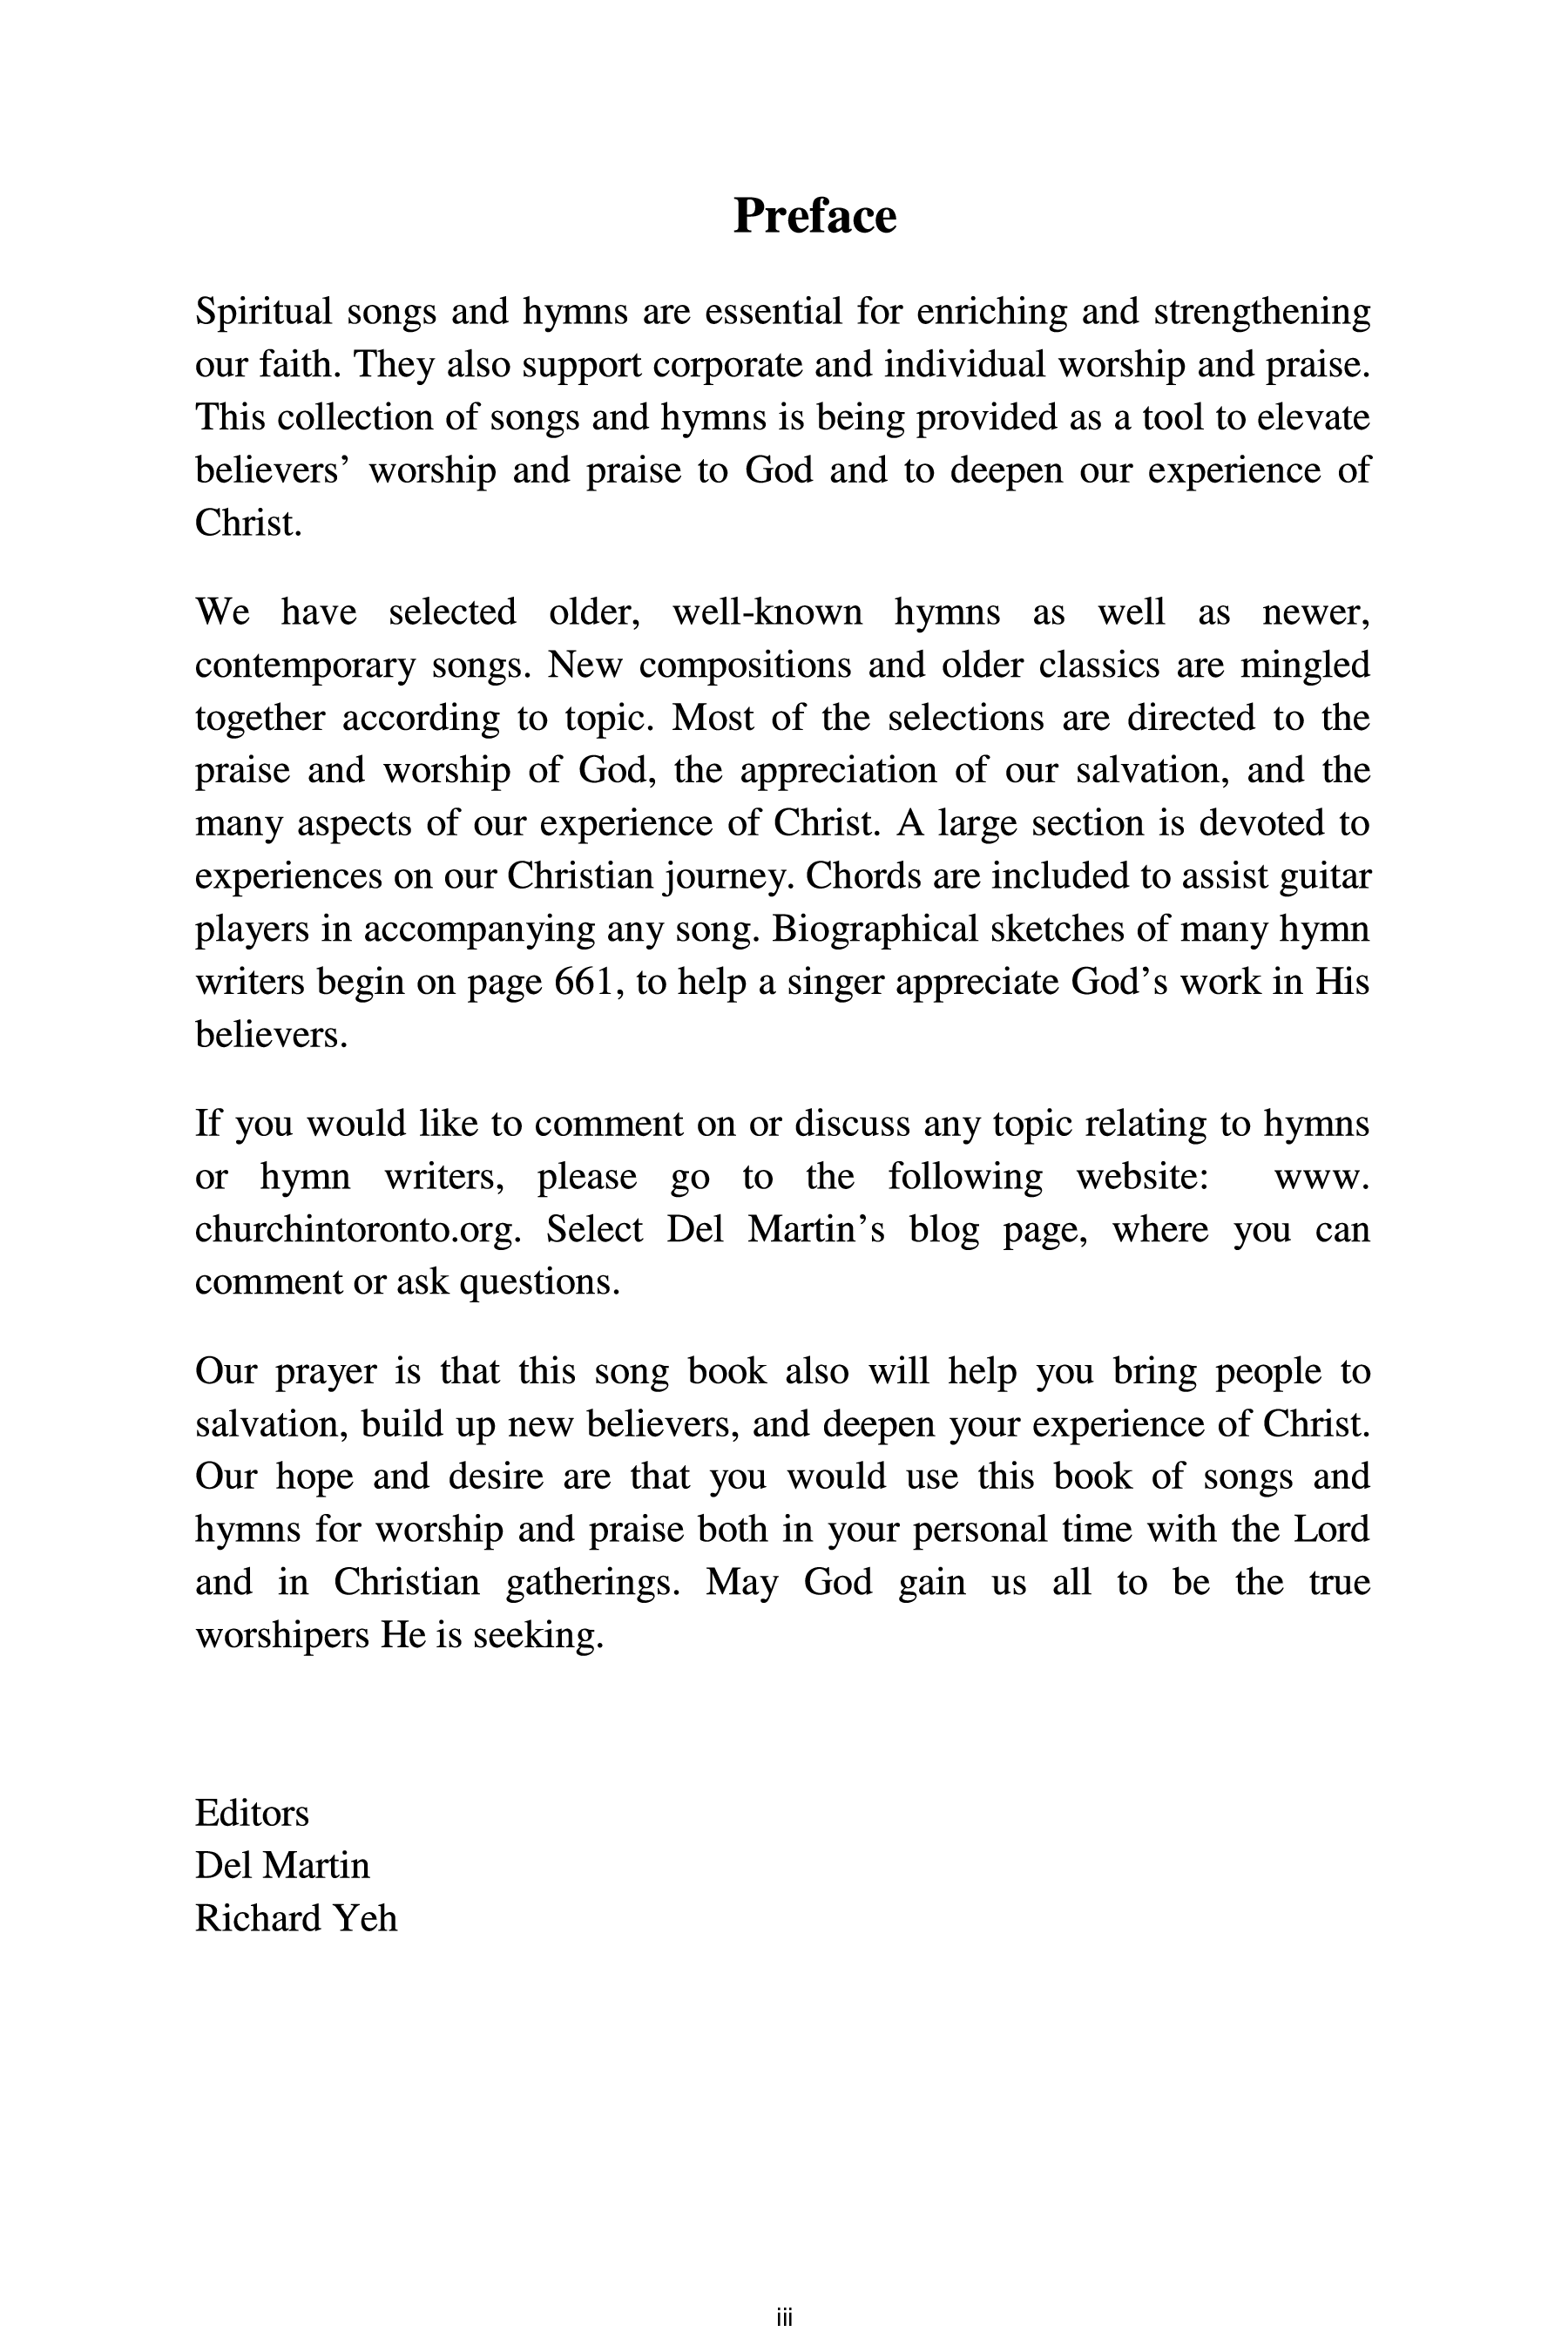 Preface
Spiritual songs and hymns are essential for enriching and strengthening
our faith. They also support corporate and individual worship and praise.
This collection of songs and hymns is being provided as a tool to elevate
believers’ worship and praise to God and to deepen our experience of
Christ.
We have selected older, well-known hymns as well as newer,
contemporary songs. New compositions and older classics are mingled
together according to topic. Most of the selections are directed to the
praise and worship of God, the appreciation of our salvation, and the
many aspects of our experience of Christ. A large section is devoted to
experiences on our Christian journey. Chords are included to assist guitar
players in accompanying any song. Biographical sketches of many hymn
writers begin on page 661, to help a singer appreciate God’s work in His
believers.
If you would like to comment on or discuss any topic relating to hymns
or hymn writers, please go to the following website: www.
churchintoronto.org. Select Del Martin’s blog page, where you can
comment or ask questions.
Our prayer is that this song book also will help you bring people to
salvation, build up new believers, and deepen your experience of Christ.
Our hope and desire are that you would use this book of songs and
hymns for worship and praise both in your personal time with the Lord
and in Christian gatherings. May God gain us all to be the true
worshipers He is seeking.
Editors
Del Martin
Richard Yeh
iii